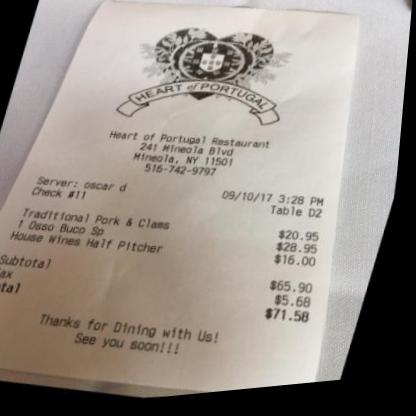 HEART of PORTUGAL
Heart of Portugal Restaurant
241 Mineola Blvd
Mineola, NY 11501
516-742-9797
Server: oscar d 09/10/17 3:28 PM
Check #11 Table D2
Traditional Pork & Clams $20.95
1 Osso Buco Sp $28.95
House Wines Half Pitcher $16.00
Subtotal $65.90
ax $5.68
tal $71.58
Thanks for Dining with Us!
See you soon!!!